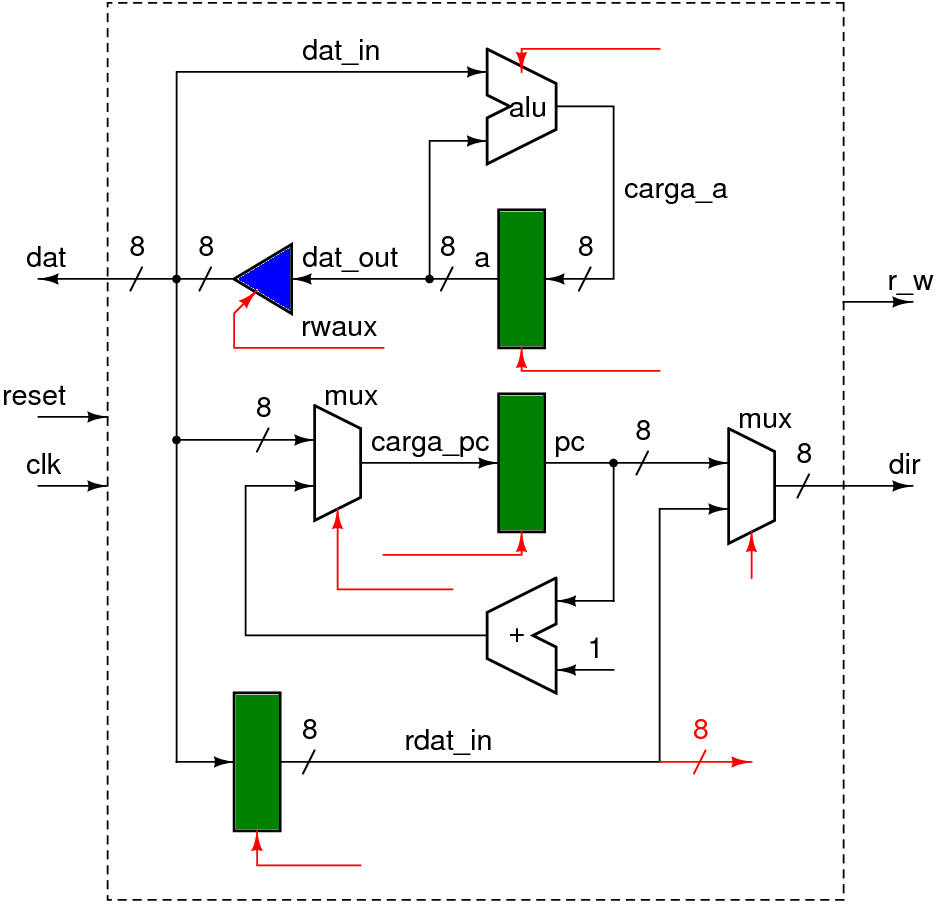 dat_in
alu
carga_a
dat
8
8
dat_out
8
a
8
r_w
rwaux
reset
8
mux
carga_pc
pc
8
mux
8
clk
dir
+
1
8
rdat_in
8